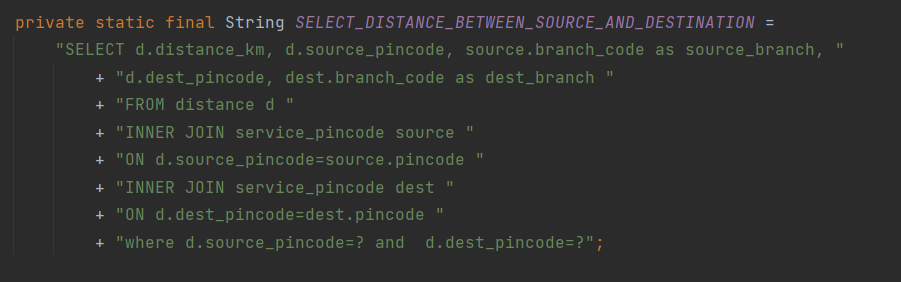 private static final String SELECT_DISTANCE_BETWEEN_SOURCE_AND_DESTINATION =
"SELECT d.distance_km, d.source_pincode, source.branch_code as source_branch, "
+ "d.dest_pincode, dest.branch_code as dest_branch "
+ "FROM distance d "
+ "INNER JOIN service_pincode source "
+ "ON d.source_pincode=source.pincode "
+ "INNER JOIN service_pincode dest "
+ "ON d.dest_pincode=dest.pincode "
+ "where d.source_pincode=? and  d.dest_pincode=?";